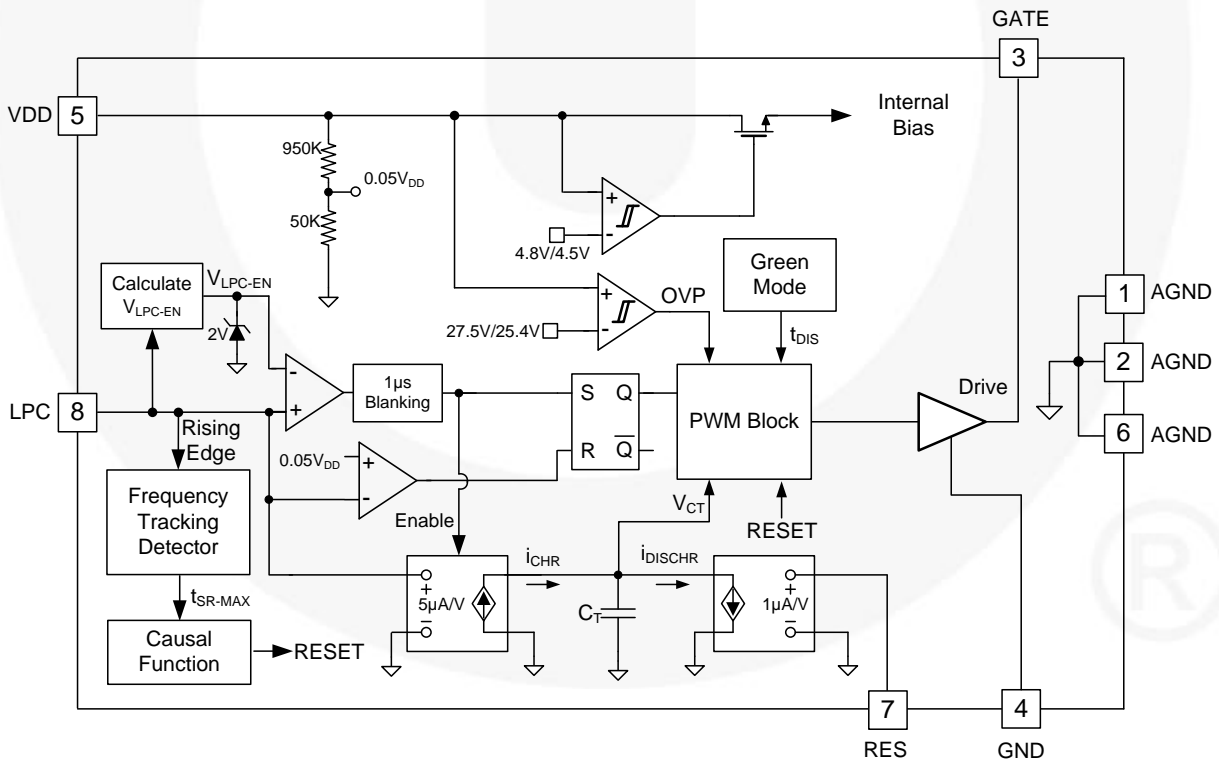 GATE
3
VDD
5
Internal
Bias
950K
0.05VDD
50K
+
-
4.8V/4.5V
Calculate
VLPC-EN
VLPC-EN
2V
Green
Mode
1
AGND
+
-
OVP
27.5V/25.4V
tDIS
2
AGND
LPC
8
-
+
1µs
Blanking
S
Q
R
Q
PWM Block
Drive
6
AGND
Rising
Edge
0.05VDD
+
-
Frequency
Tracking
Detector
Enable
VCT
RESET
®
iCHR
iDISCHR
+
5µA/V
-
CT
+
1µA/V
-
tSR-MAX
Causal
Function
RESET
7
RES
4
GND